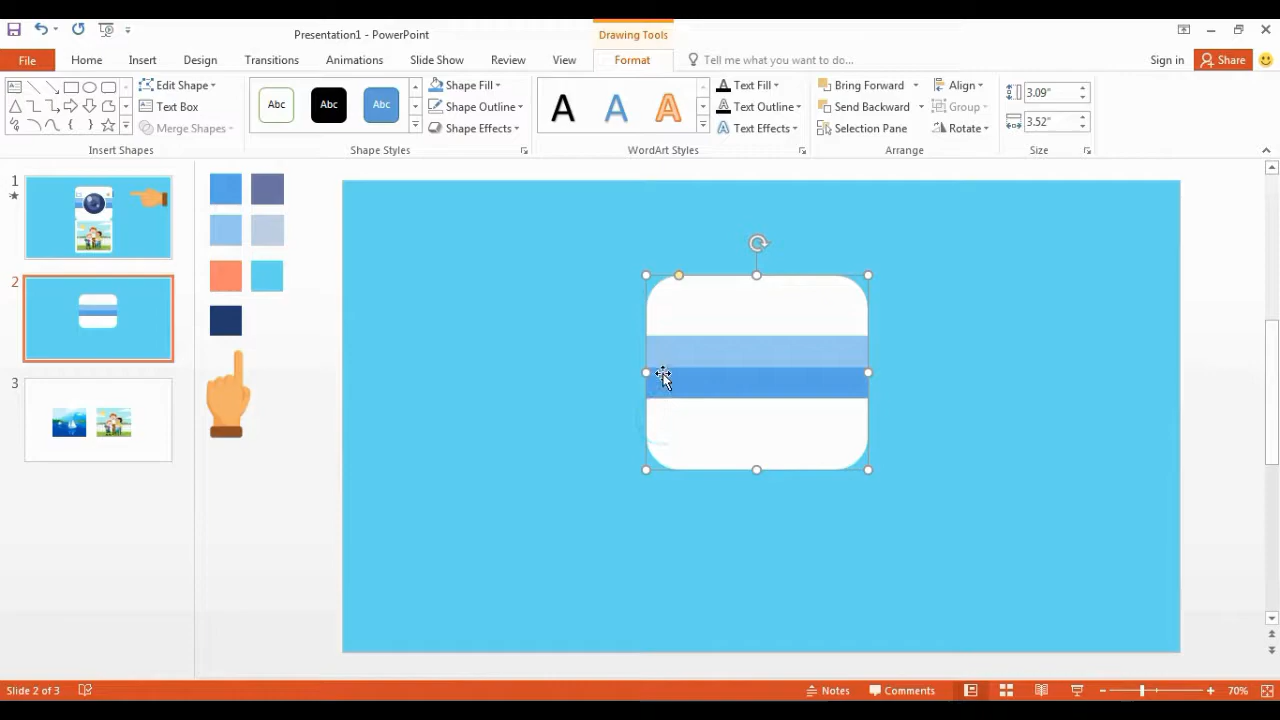 Presentation1 - PowerPoint
Drawing Tools
File Home Insert Design Transitions Animations Slide Show Review View Format Tell me what you want to do... Sign in Share
Edit Shape
Text Box
Merge Shapes
Insert Shapes
Abc Abc Abc
Shape Fill
Shape Outline
Shape Effects
Shape Styles
A A A
Text Fill
Text Outline
Text Effects
WordArt Styles
Bring Forward
Send Backward
Selection Pane
Align
Group
Rotate
Arrange
3.09"
3.52"
Size
1
2
3
Slide 2 of 3
Notes
Comments
70%